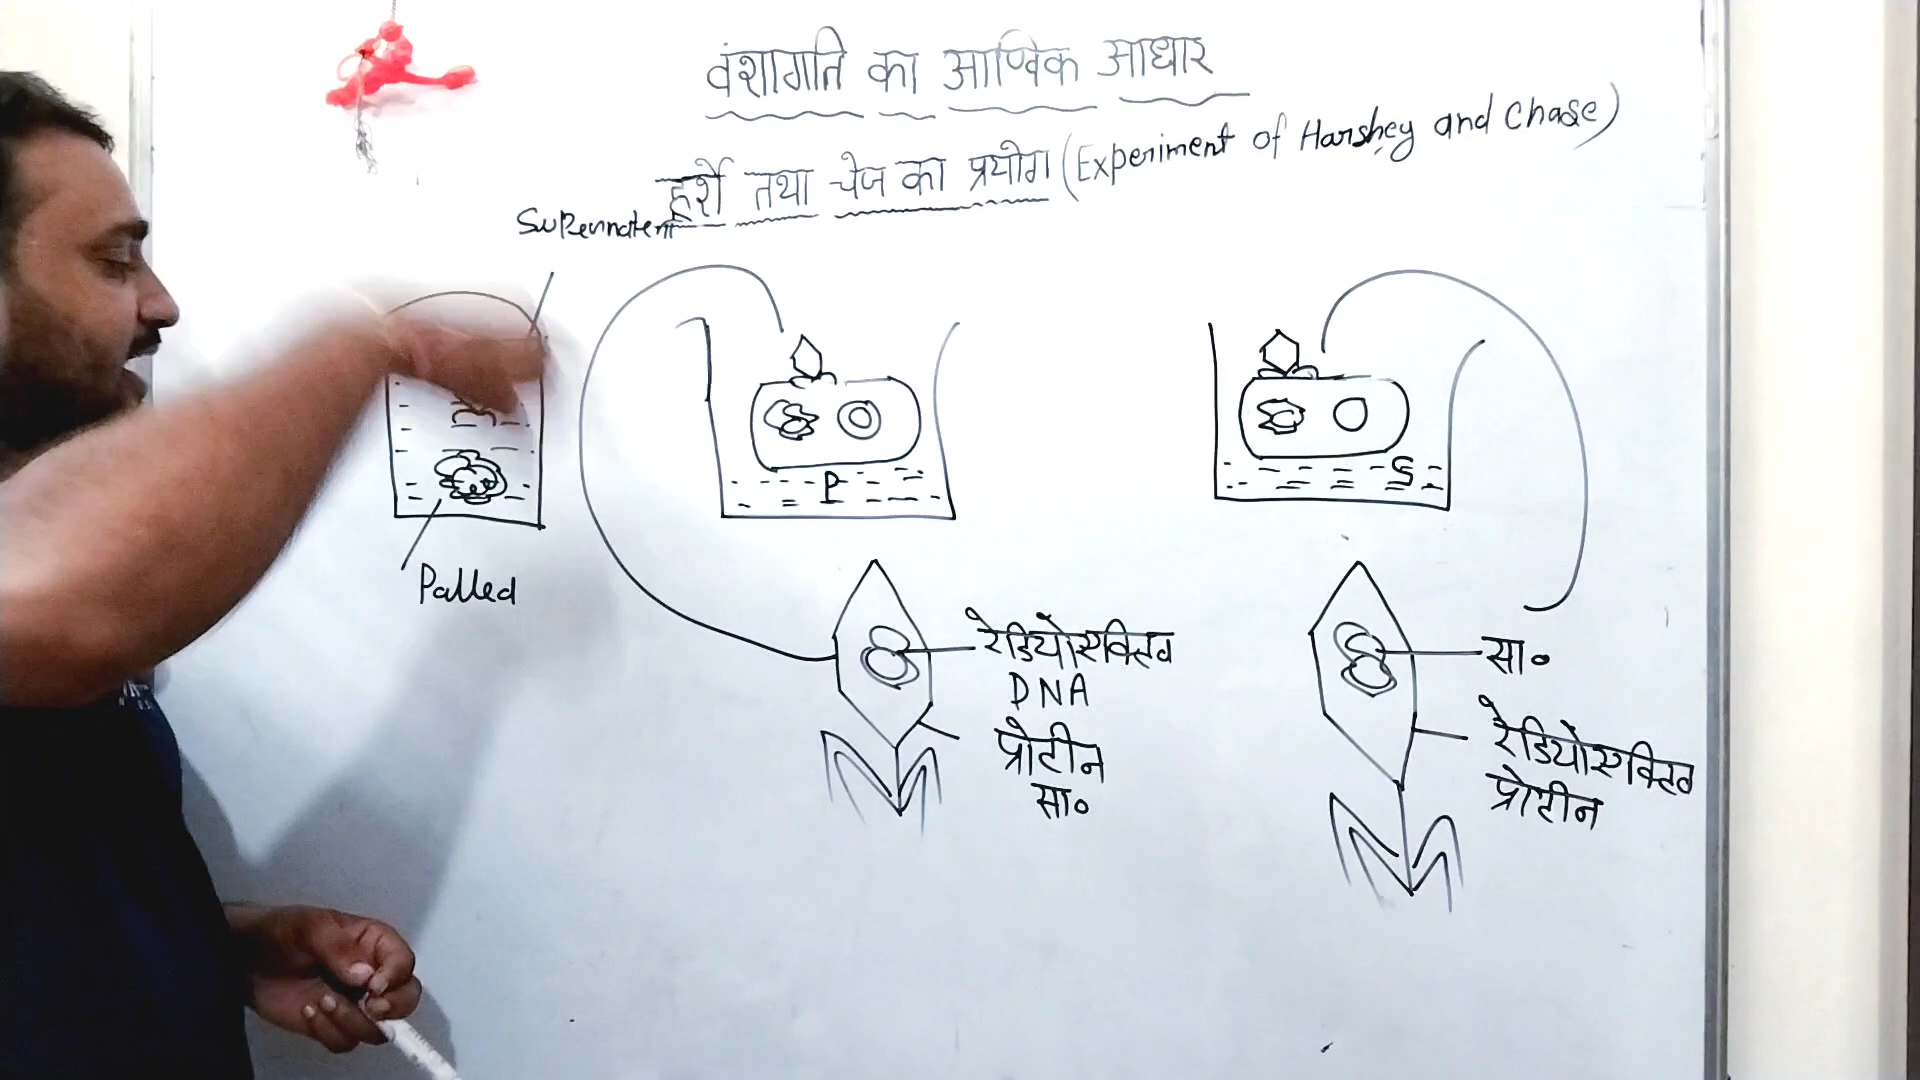 वंशागति का आण्विक आधार
हर्शे तथा चेज का प्रयोग (Experiment of Harshey and Chase)
Supernatent
P
S
Palled
रेडियोएक्टिव
DNA
प्रोटीन
सा०
सा०
रेडियोएक्टिव
प्रोटीन